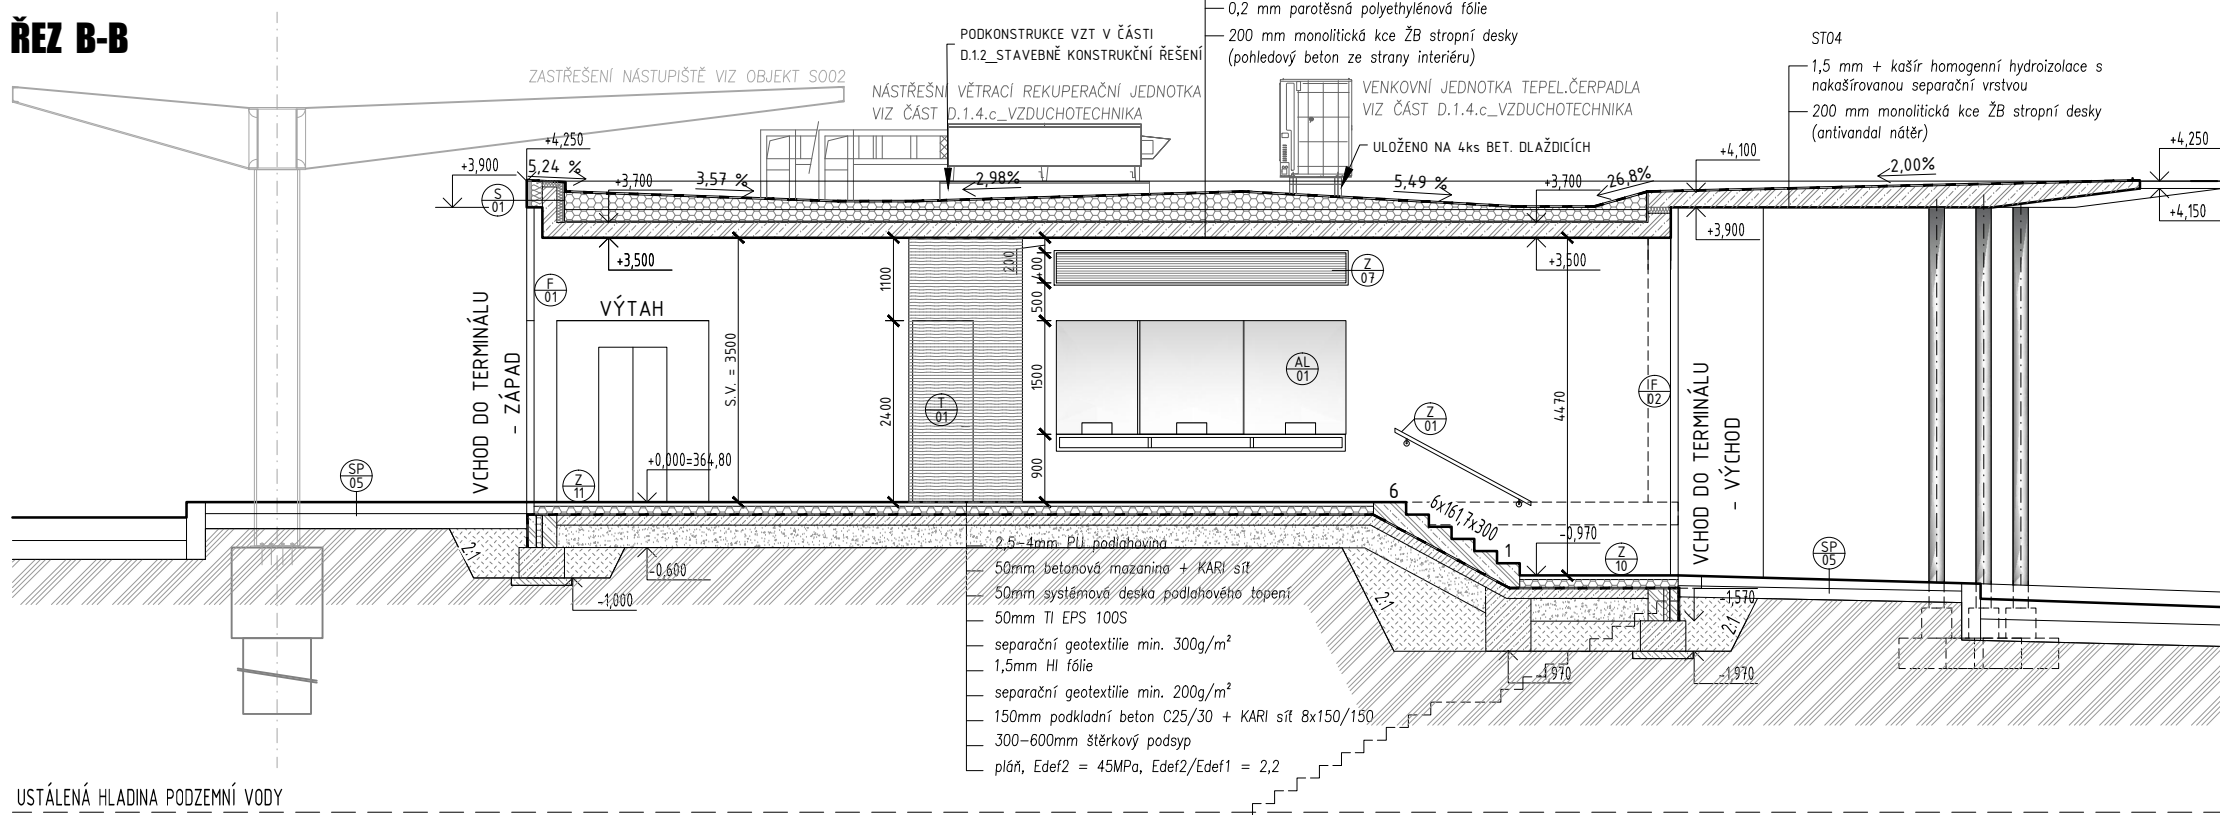 ŘEZ B-B
0,2 mm parotěsná polyethylénová fólie
200 mm monolitická kce ŽB stropní desky
(pohledový beton ze strany interiéru)
PODKONSTRUKCE VZT V ČÁSTI
D.1.2_STAVEBNĚ KONSTRUKČNÍ ŘEŠENÍ
ZASTŘEŠENÍ NÁSTUPIŠTĚ VIZ OBJEKT SO02
NÁSTŘEŠNÍ VĚTRACÍ REKUPERAČNÍ JEDNOTKA
VIZ ČÁST D.1.4.c_VZDUCHOTECHNIKA
VENKOVNÍ JEDNOTKA TEPEL.ČERPADLA
VIZ ČÁST D.1.4.c_VZDUCHOTECHNIKA
ULOŽENO NA 4ks BET. DLAŽDICÍCH
ST04
1,5 mm + kašír homogenní hydroizolace s
nakašírovanou separační vrstvou
200 mm monolitická kce ŽB stropní desky
(antivandal nátěr)
+4,250
+3,900
5,24 %
+3,700
3,57 %
2,98%
5,49 %
+3,700
26,8%
+4,100
2,00%
+4,250
+4,150
+3,900
S
01
+3,500
+3,500
F
01
VÝTAH
VCHOD DO TERMINÁLU
- ZÁPAD
S.V. = 3500
1100
2400
200
400
500
1500
900
Z
07
AL
01
T
01
4470
IF
02
Z
01
VCHOD DO TERMINÁLU
- VÝCHOD
SP
05
Z
11
+0,000=364,80
6
6x161,7x300
1
-0,970
Z
10
SP
05
2:1
-0,600
-1,000
2:1
-1,970
-1,570
2:1
-1,970
2,5-4mm PU podlahovina
50mm betonová mazanina + KARI síť
50mm systémová deska podlahového topení
50mm TI EPS 100S
separační geotextilie min. 300g/m²
1,5mm HI fólie
separační geotextilie min. 200g/m²
150mm podkladní beton C25/30 + KARI síť 8x150/150
300-600mm štěrkový podsyp
pláň, Edef2 = 45MPa, Edef2/Edef1 = 2,2
USTÁLENÁ HLADINA PODZEMNÍ VODY